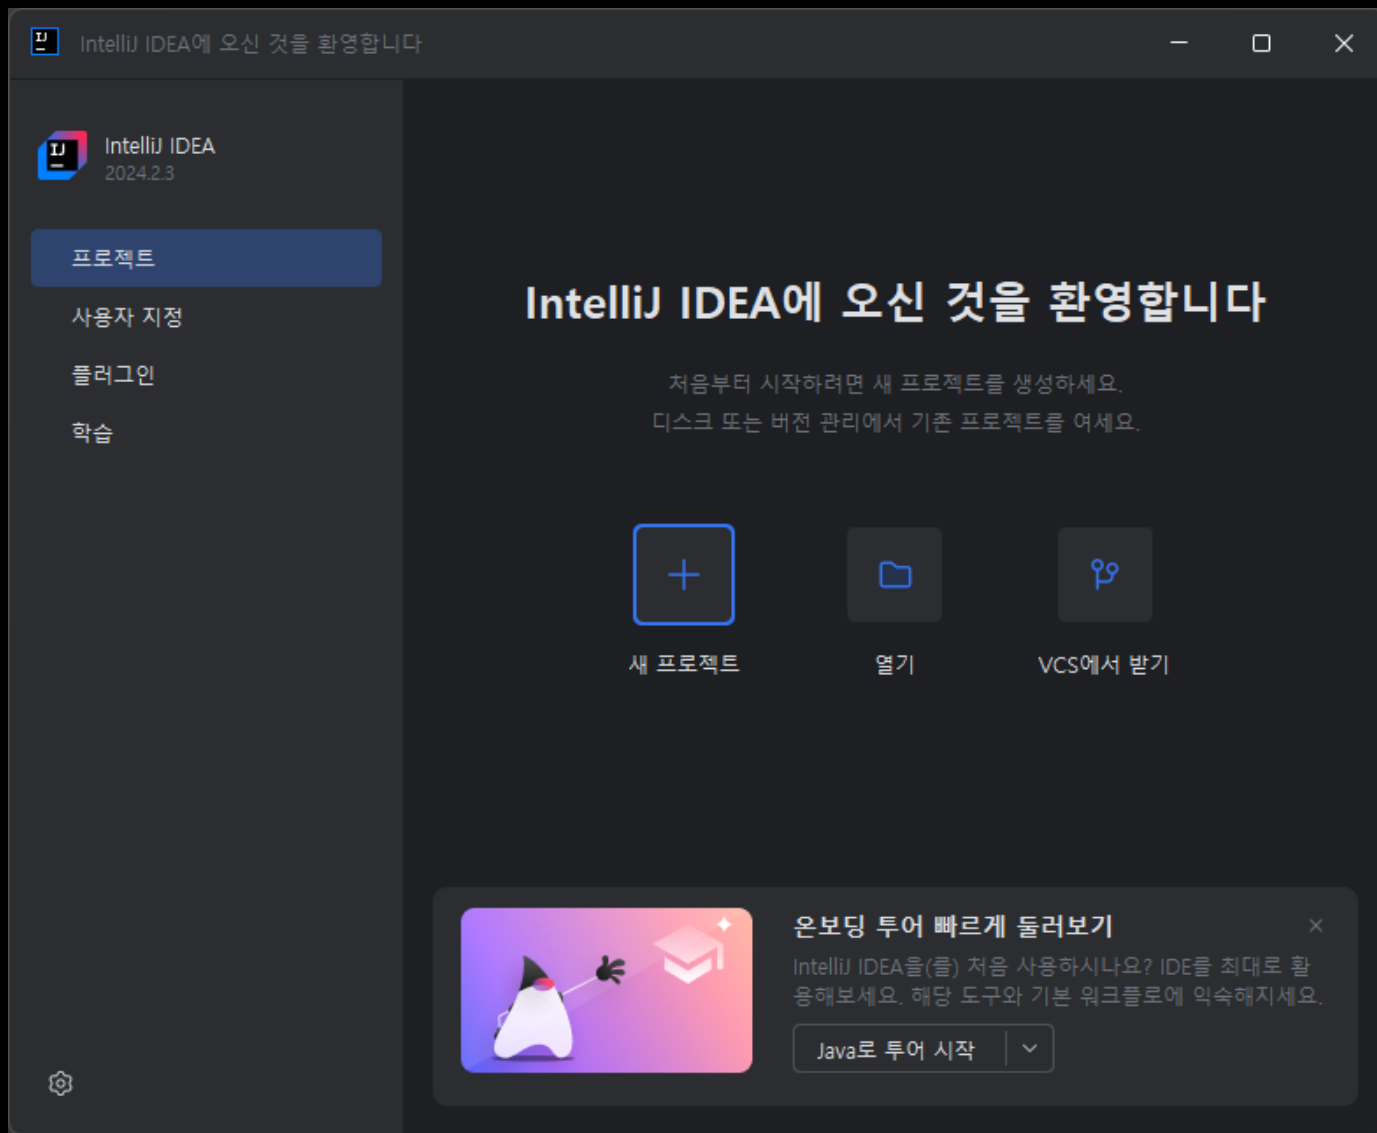 IntelliJ IDEA에 오신 것을 환영합니다
IntelliJ IDEA
2024.2.3
프로젝트
사용자 지정
플러그인
학습
IntelliJ IDEA에 오신 것을 환영합니다
처음부터 시작하려면 새 프로젝트를 생성하세요.
디스크 또는 버전 관리에서 기존 프로젝트를 여세요.
새 프로젝트
열기
VCS에서 받기
온보딩 투어 빠르게 둘러보기
IntelliJ IDEA을(를) 처음 사용하시나요? IDE를 최대로 활
용해보세요. 해당 도구와 기본 워크플로에 익숙해지세요.
Java로 투어 시작